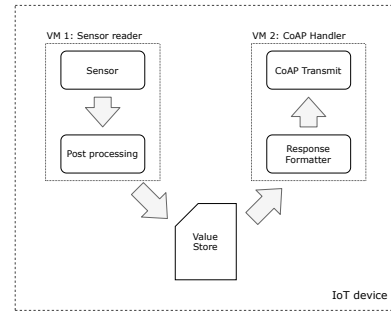 VM 1: Sensor reader
Sensor
Post processing
VM 2: CoAP Handler
CoAP Transmit
Response
Formatter
Value
Store
IoT device